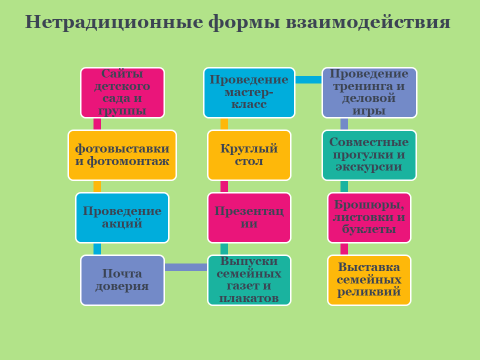 Нетрадиционные формы взаимодействия
Сайты
детского
сада и
группы
фотовыставки
и фотомонтаж
Проведение
акций
Почта
доверия
Выпуски
семейных
газет и
плакатов
Презентац
ии
Круглый
стол
Проведение
мастер-
класс
Проведение
тренинга и
деловой
игры
Совместные
прогулки и
экскурсии
Брошюры,
листовки и
буклеты
Выставка
семейных
реликвий